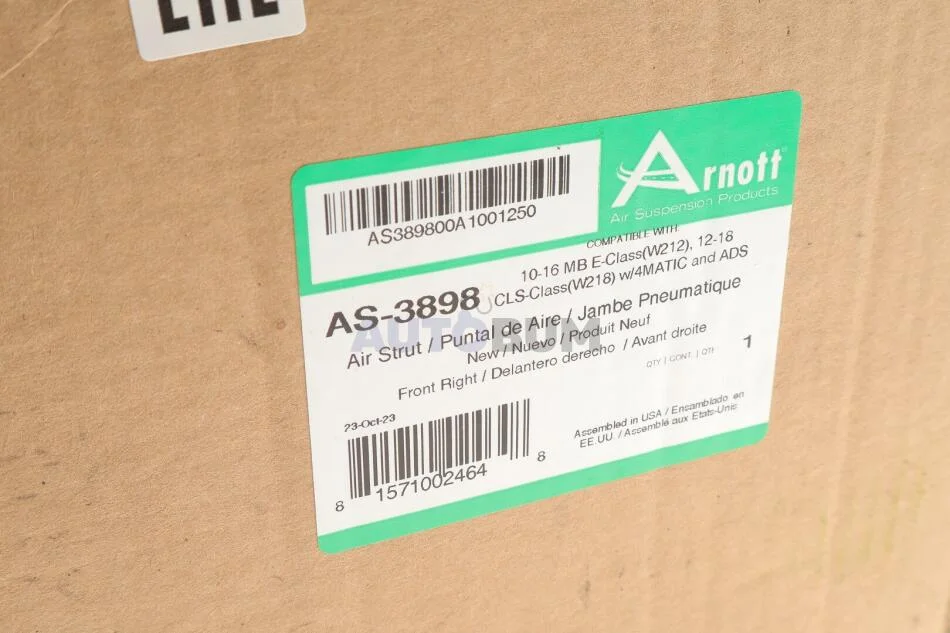 Arnott®
Air Suspension Products
AS389800A1001250
COMPATIBLE WITH:
10-16 MB E-Class(W212), 12-18
CLS-Class(W218) w/4MATIC and ADS
AS-3898
AUTOBUM
Air Strut / Puntal de Aire / Jambe Pneumatique
New / Nuevo / Produit Neuf
Front Right / Delantero derecho / Avant droite
QTY | CONT. | QTÉ
1
23-Oct-23
Assembled in USA / Ensamblado en
EE.UU. / Assemblé aux Etats-Unis
8 1571002464 8